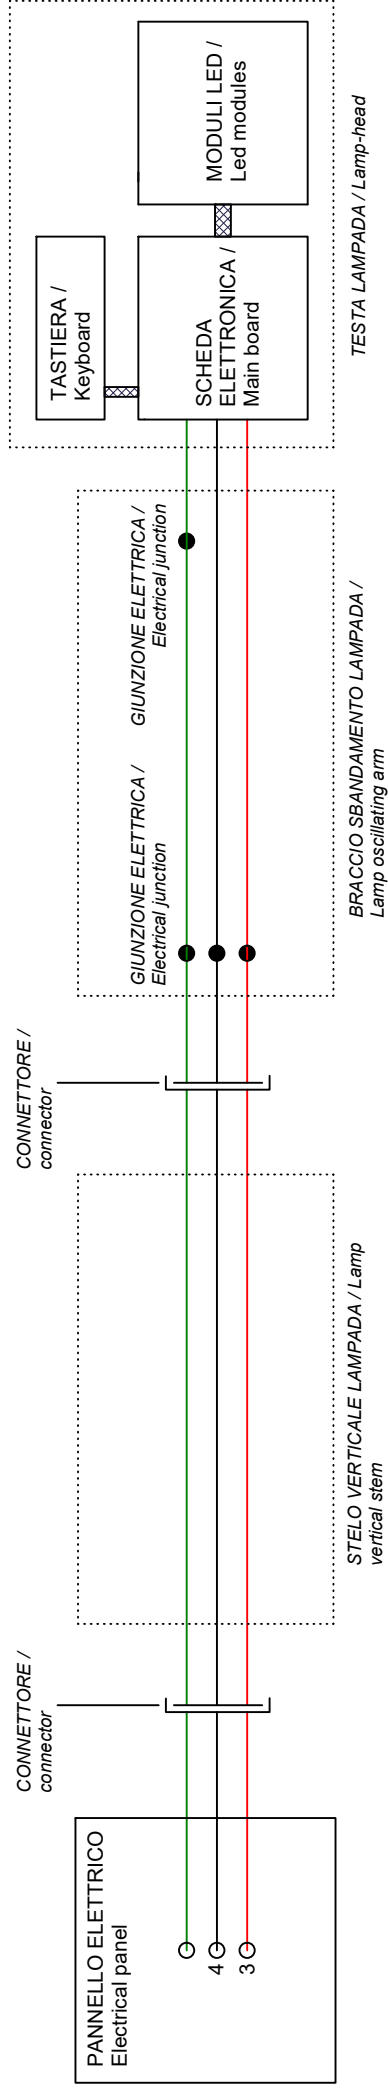 PANNELLO ELETTRICO
Electrical panel
4
3
CONNETTORE /
connector
STELO VERTICALE LAMPADA / Lamp
vertical stem
CONNETTORE /
connector
GIUNZIONE ELETTRICA /
Electrical junction
GIUNZIONE ELETTRICA /
Electrical junction
BRACCIO SBANDAMENTO LAMPADA /
Lamp oscillating arm
TASTIERA /
Keyboard
SCHEDA
ELETTRONICA /
Main board
MODULI LED /
Led modules
TESTA LAMPADA / Lamp-head